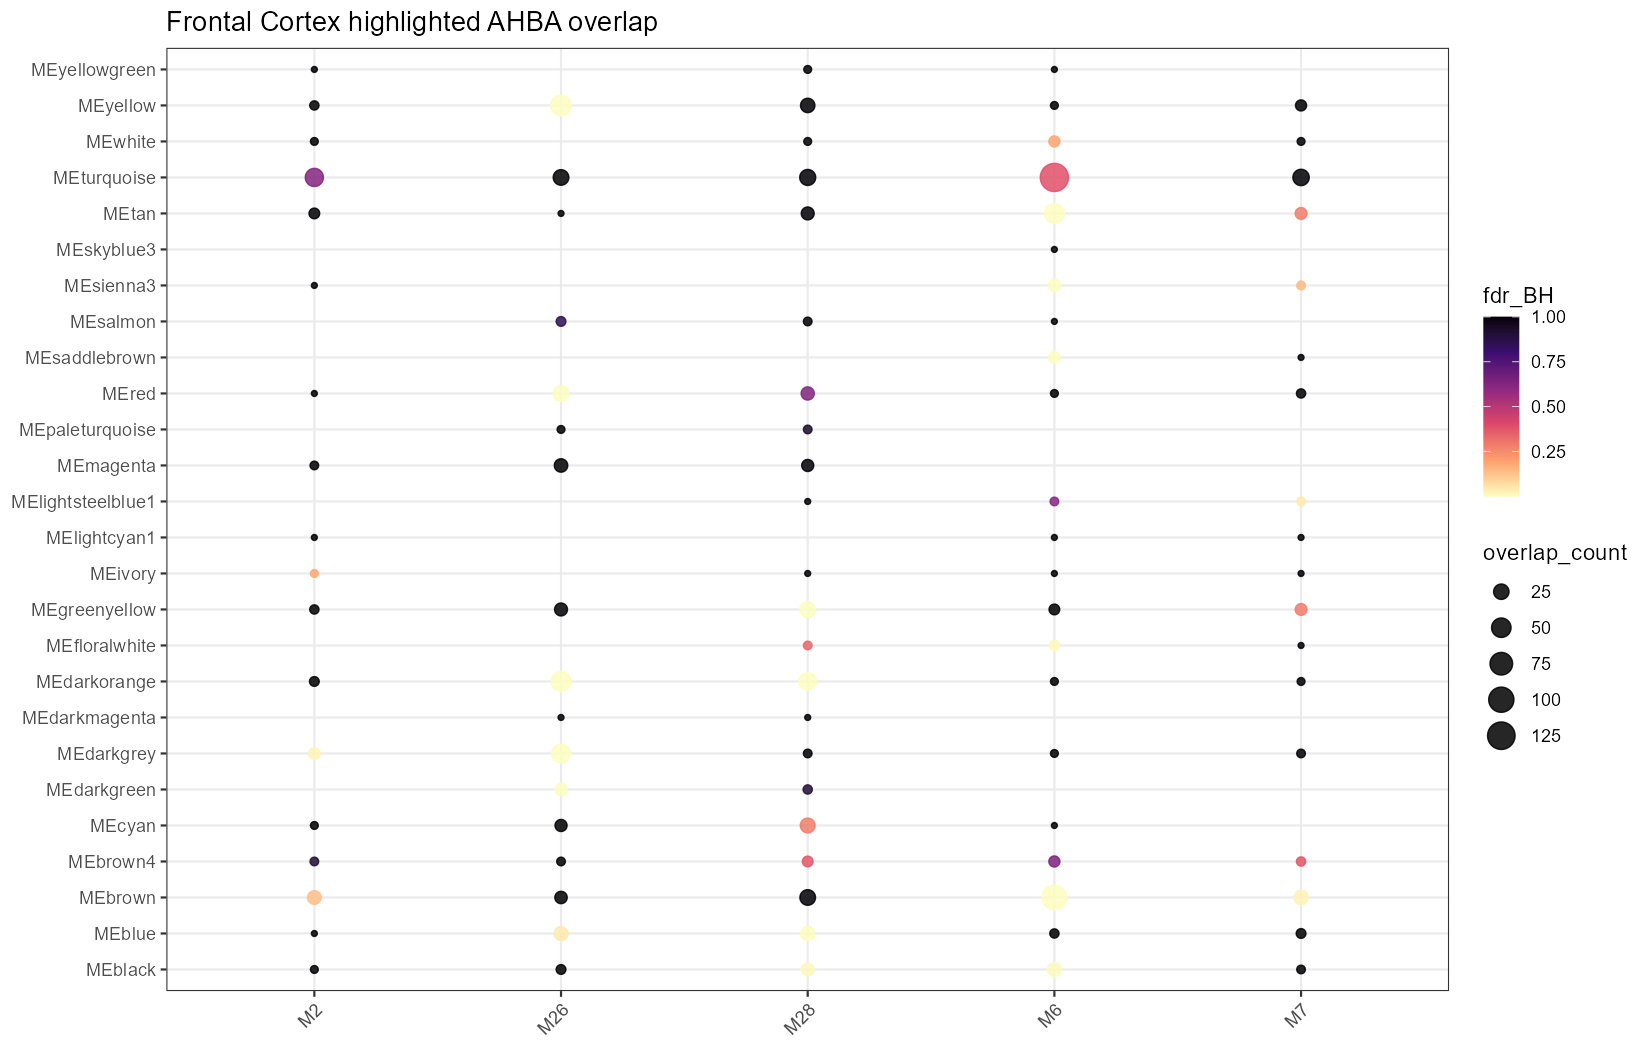 Frontal Cortex highlighted AHBA overlap
MEyellowgreen
MEyellow
MEwhite
MEturquoise
MEtan
MEskyblue3
MEsienna3
MEsalmon
MEsaddlebrown
MEred
MEpaleturquoise
MEmagenta
MElightsteelblue1
MElightcyan1
MEivory
MEgreenyellow
MEfloralwhite
MEdarkorange
MEdarkmagenta
MEdarkgrey
MEdarkgreen
MEcyan
MEbrown4
MEbrown
MEblue
MEblack
M2
M26
M28
M6
M7
fdr_BH
1.00
0.75
0.50
0.25
overlap_count
25
50
75
100
125